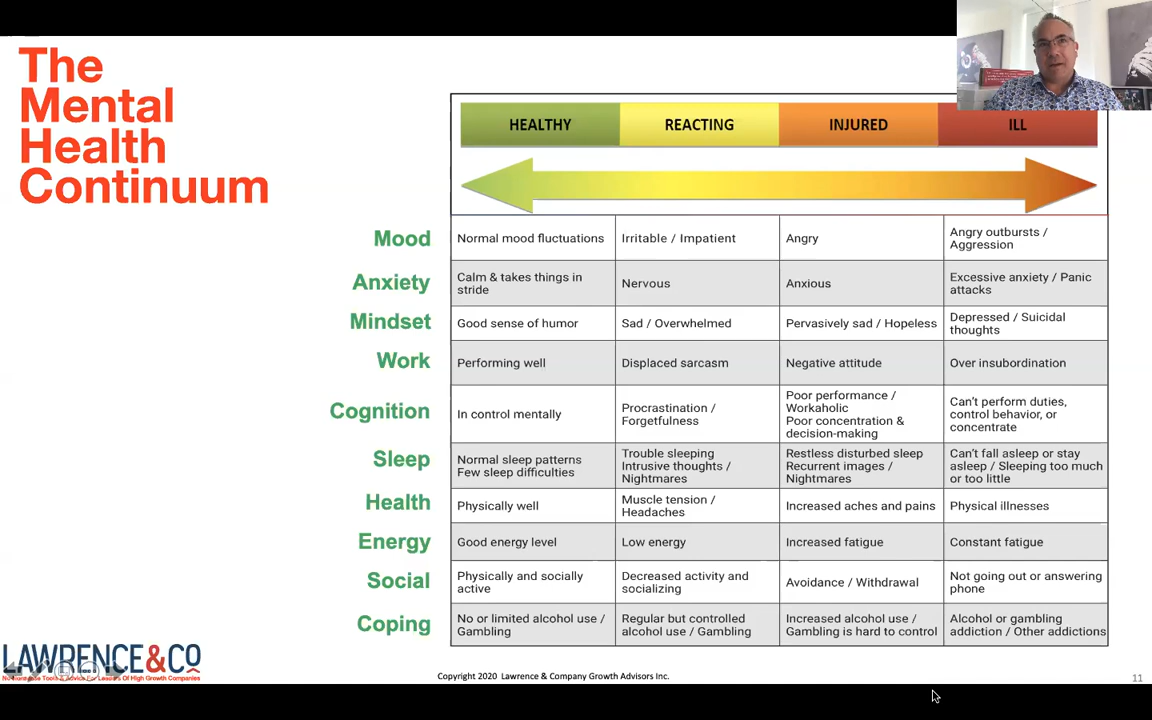 The
Mental
Health
Continuum
HEALTHY REACTING INJURED ILL
Mood
Normal mood fluctuations
Irritable / Impatient
Angry
Angry outbursts /
Aggression
Anxiety
Calm & takes things in
stride
Nervous
Anxious
Excessive anxiety / Panic
attacks
Mindset
Good sense of humor
Sad / Overwhelmed
Pervasively sad / Hopeless
Depressed / Suicidal
thoughts
Work
Performing well
Displaced sarcasm
Negative attitude
Over insubordination
Cognition
In control mentally
Procrastination /
Forgetfulness
Poor performance /
Workaholic
Poor concentration &
decision-making
Can't perform duties,
control behavior, or
concentrate
Sleep
Normal sleep patterns
Few sleep difficulties
Trouble sleeping
Intrusive thoughts /
Nightmares
Restless disturbed sleep
Recurrent images /
Nightmares
Can't fall asleep or stay
asleep / Sleeping too much
or too little
Health
Physically well
Muscle tension /
Headaches
Increased aches and pains
Physical illnesses
Energy
Good energy level
Low energy
Increased fatigue
Constant fatigue
Social
Physically and socially
active
Decreased activity and
socializing
Avoidance / Withdrawal
Not going out or answering
phone
Coping
No or limited alcohol use /
Gambling
Regular but controlled
alcohol use / Gambling
Increased alcohol use /
Gambling is hard to control
Alcohol or gambling
addiction / Other addictions
LAWRENCE&CO
Tools & Advice For Leaders Of High Growth Companies
Copyright 2020 Lawrence & Company Growth Advisors Inc.
11